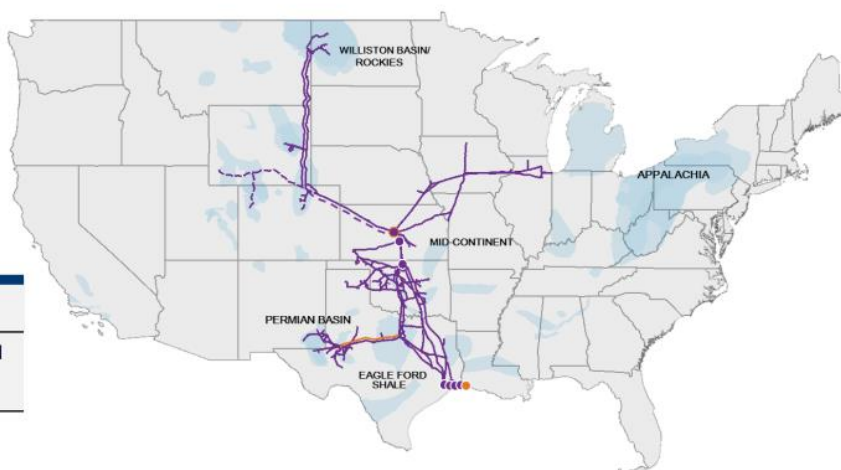 WILLISTON BASIN/
ROCKIES
APPALACHIA
MID-CONTINENT
PERMIAN BASIN
EAGLE FORD
SHALE